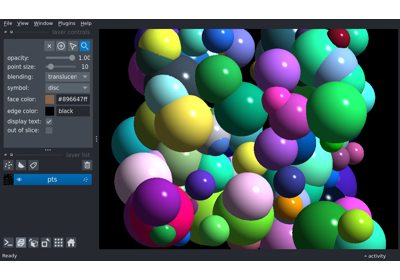 File View Window Plugins Help
layer controls
opacity: 1.00
point size: 10
blending: translucen
symbol: disc
face color: #896647ff
edge color: black
display text:
out of slice:
layer list
pts
Ready
activity